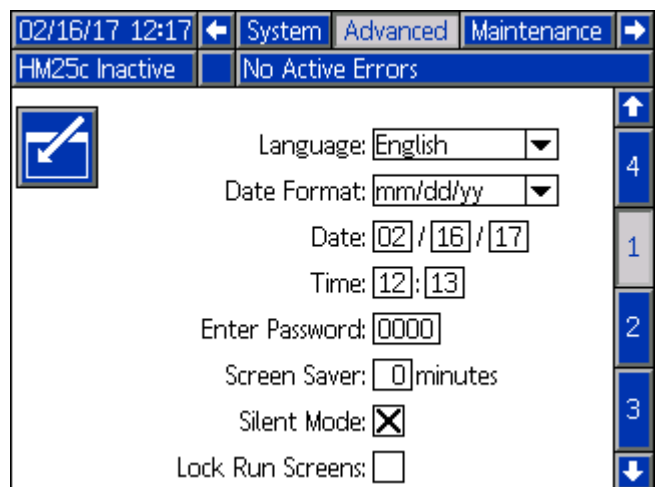 02/16/17 12:17 System Advanced Maintenance
HM25c Inactive No Active Errors
Language: English
4
Date Format: mm/dd/yy
Date: 02 / 16 / 17
1
Time: 12:13
Enter Password: 0000
2
Screen Saver: 0 minutes
Silent Mode:
3
Lock Run Screens: